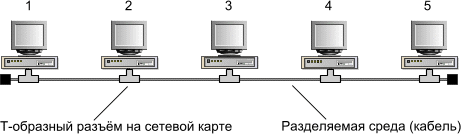 1 2 3 4 5
Т-образный разъём на сетевой карте
Разделяемая среда (кабель)